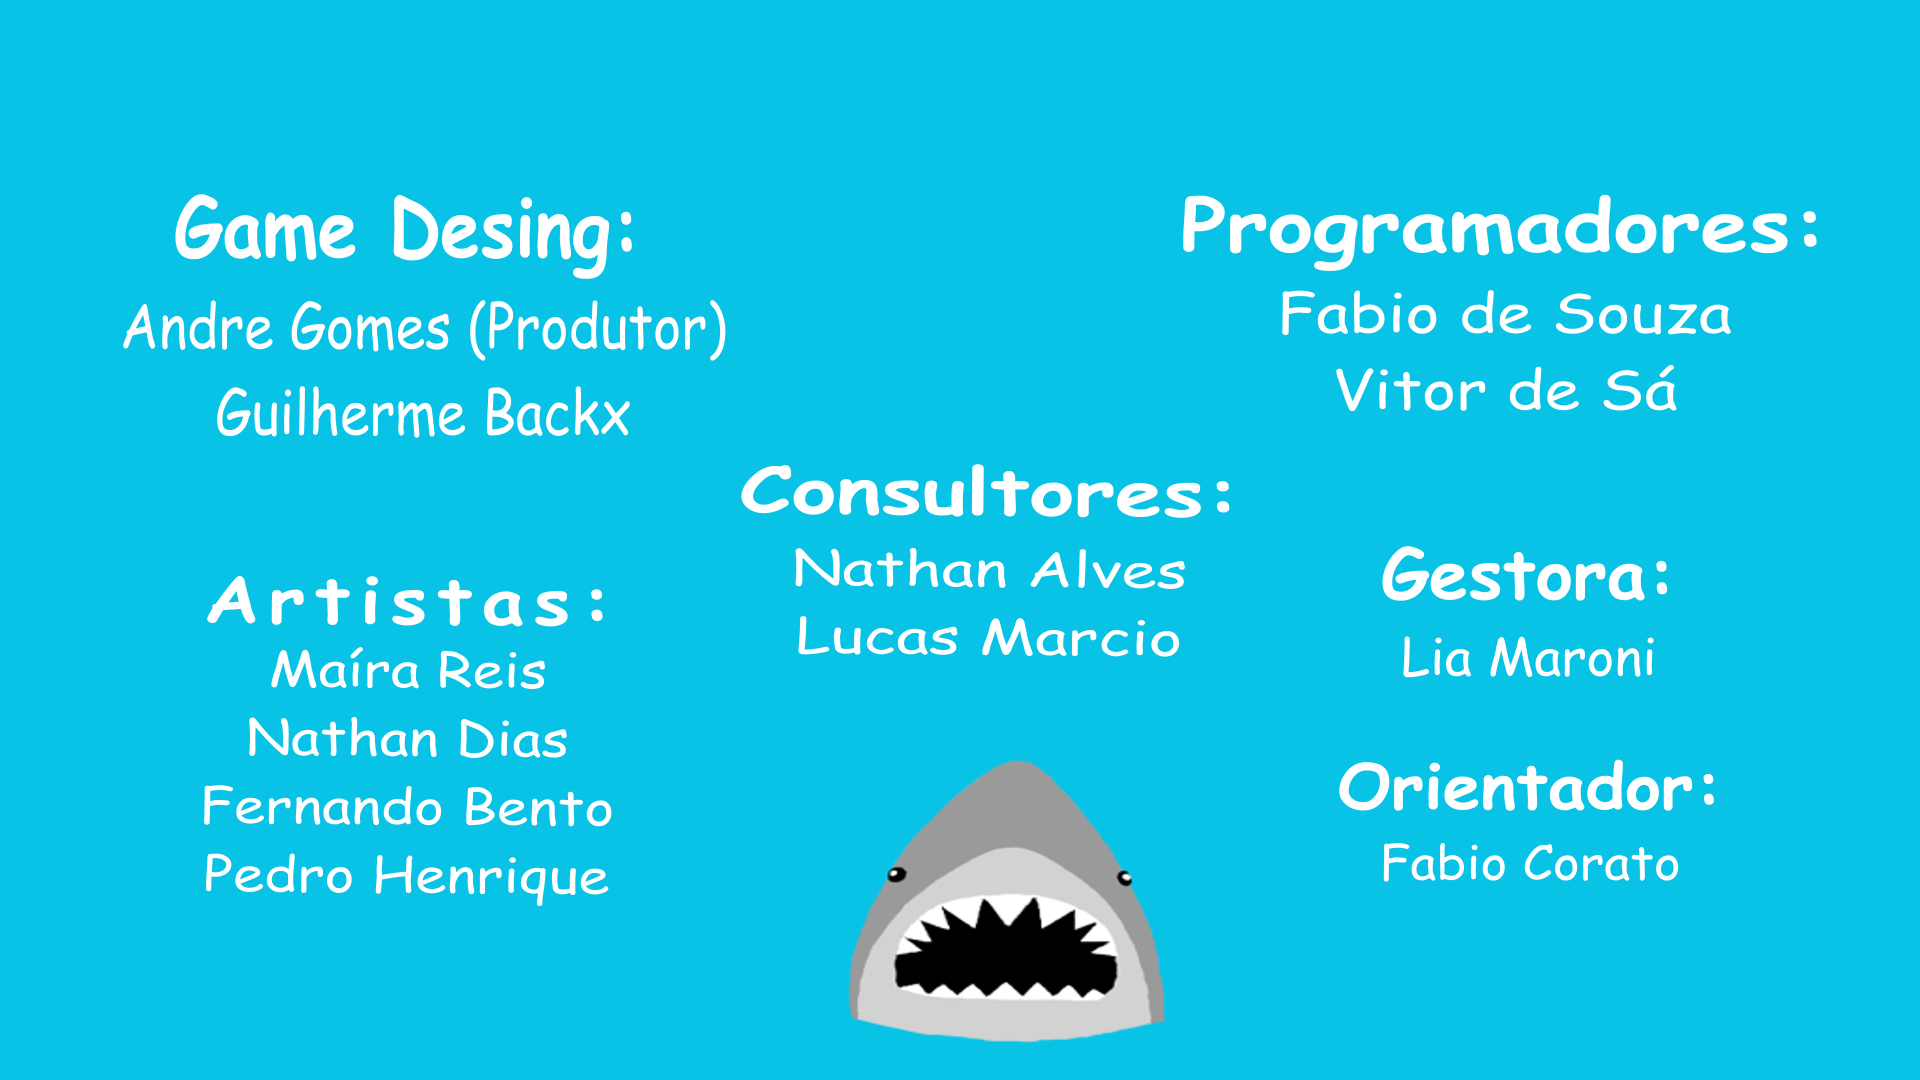 Game Desing:
Andre Gomes (Produtor)
Guilherme Backx
Artistas:
Maíra Reis
Nathan Dias
Fernando Bento
Pedro Henrique
Consultores:
Nathan Alves
Lucas Marcio
Programadores:
Fabio de Souza
Vitor de Sá
Gestora:
Lia Maroni
Orientador:
Fabio Corato